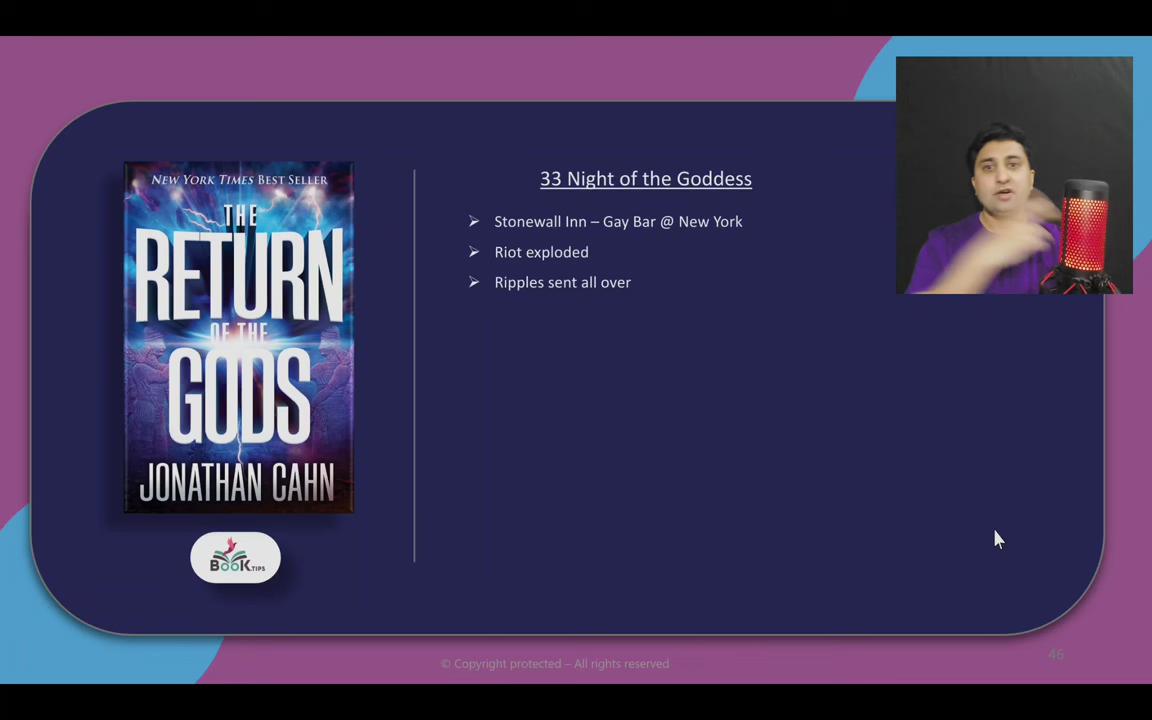 NEW YORK TIMES BEST SELLER
THE
RETURN
OF THE
GODS
JONATHAN CAHN
BOOK.TIPS
33 Night of the Goddess
Stonewall Inn – Gay Bar @ New York
Riot exploded
Ripples sent all over
© Copyright protected – All rights reserved
46